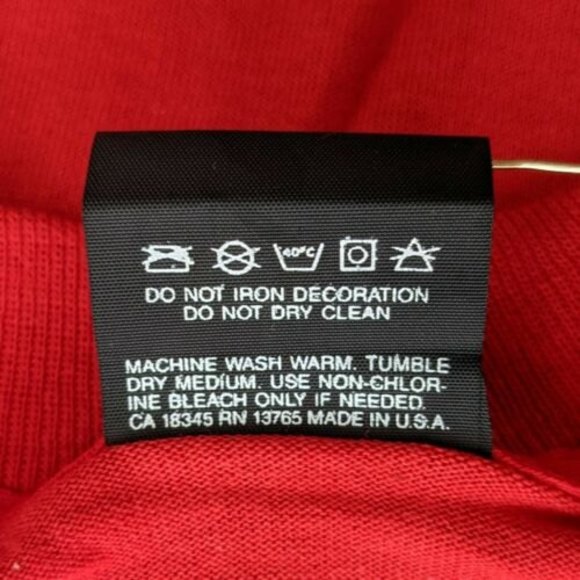 40°C
DO NOT IRON DECORATION
DO NOT DRY CLEAN
MACHINE WASH WARM. TUMBLE
DRY MEDIUM. USE NON-CHLOR-
INE BLEACH ONLY IF NEEDED.
CA 18345 RN 13765 MADE IN U.S.A.